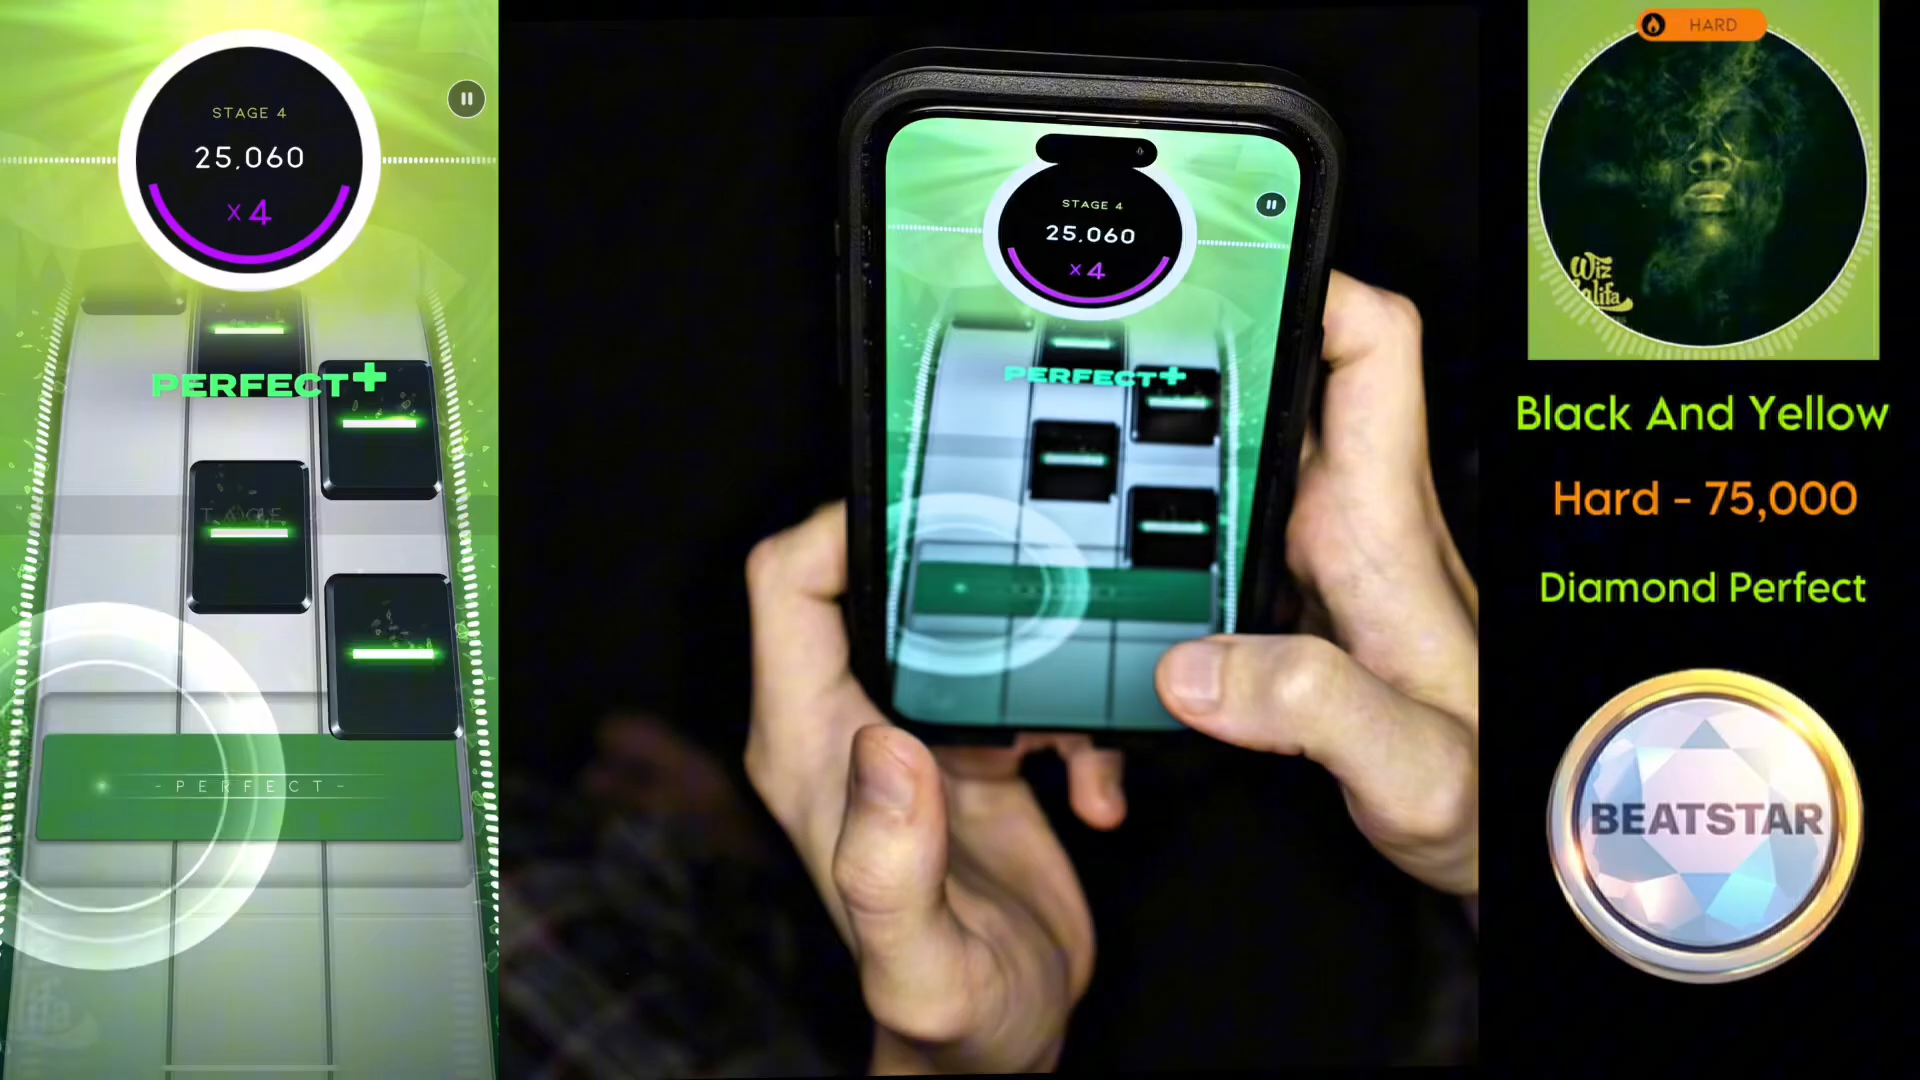 STAGE 4
25,060
x4
PERFECT+
-PERFECT-
STAGE 4
25,060
x4
PERFECT+
HARD
Wiz
Black And Yellow
Hard - 75,000
Diamond Perfect
BEATSTAR